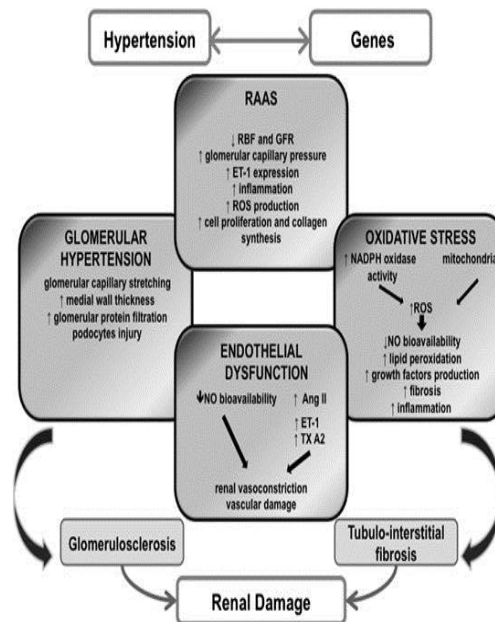 Hypertension
Genes
RAAS
↓ RBF and GFR
↑ glomerular capillary pressure
↑ ET-1 expression
↑ inflammation
↑ ROS production
↑ cell proliferation and collagen
synthesis
GLOMERULAR
HYPERTENSION
glomerular capillary stretching
↑ medial wall thickness
↑ glomerular protein filtration
podocytes injury
OXIDATIVE STRESS
↑ NADPH oxidase
activity
mitochondria
↑ROS
↓NO bioavailability
↑ lipid peroxidation
↑ growth factors production
↑ fibrosis
↑ inflammation
ENDOTHELIAL
DYSFUNCTION
↓NO bioavailability
↑ Ang II
↑ ET-1
↑ TX A2
renal vasoconstriction
vascular damage
Glomerulosclerosis
Tubulo-interstitial
fibrosis
Renal Damage